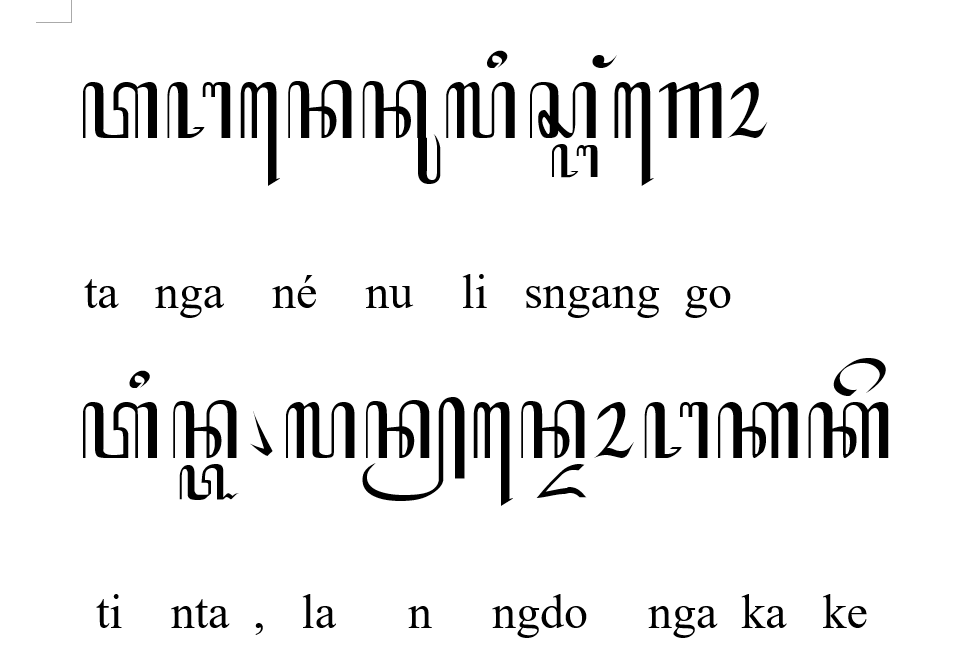 ꦠꦔꦤꦺꦤꦸꦭꦶꦱ꧀ꦔꦁꦒꦺꦴ
ta nga né nu li sngang go
ꦠꦶꦤ꧀ꦠ꧈ꦭꦤꦾꦤ꧀ꦢꦺꦴꦔꦏꦏꦼ
ti nta , la n ngdo nga ka ke